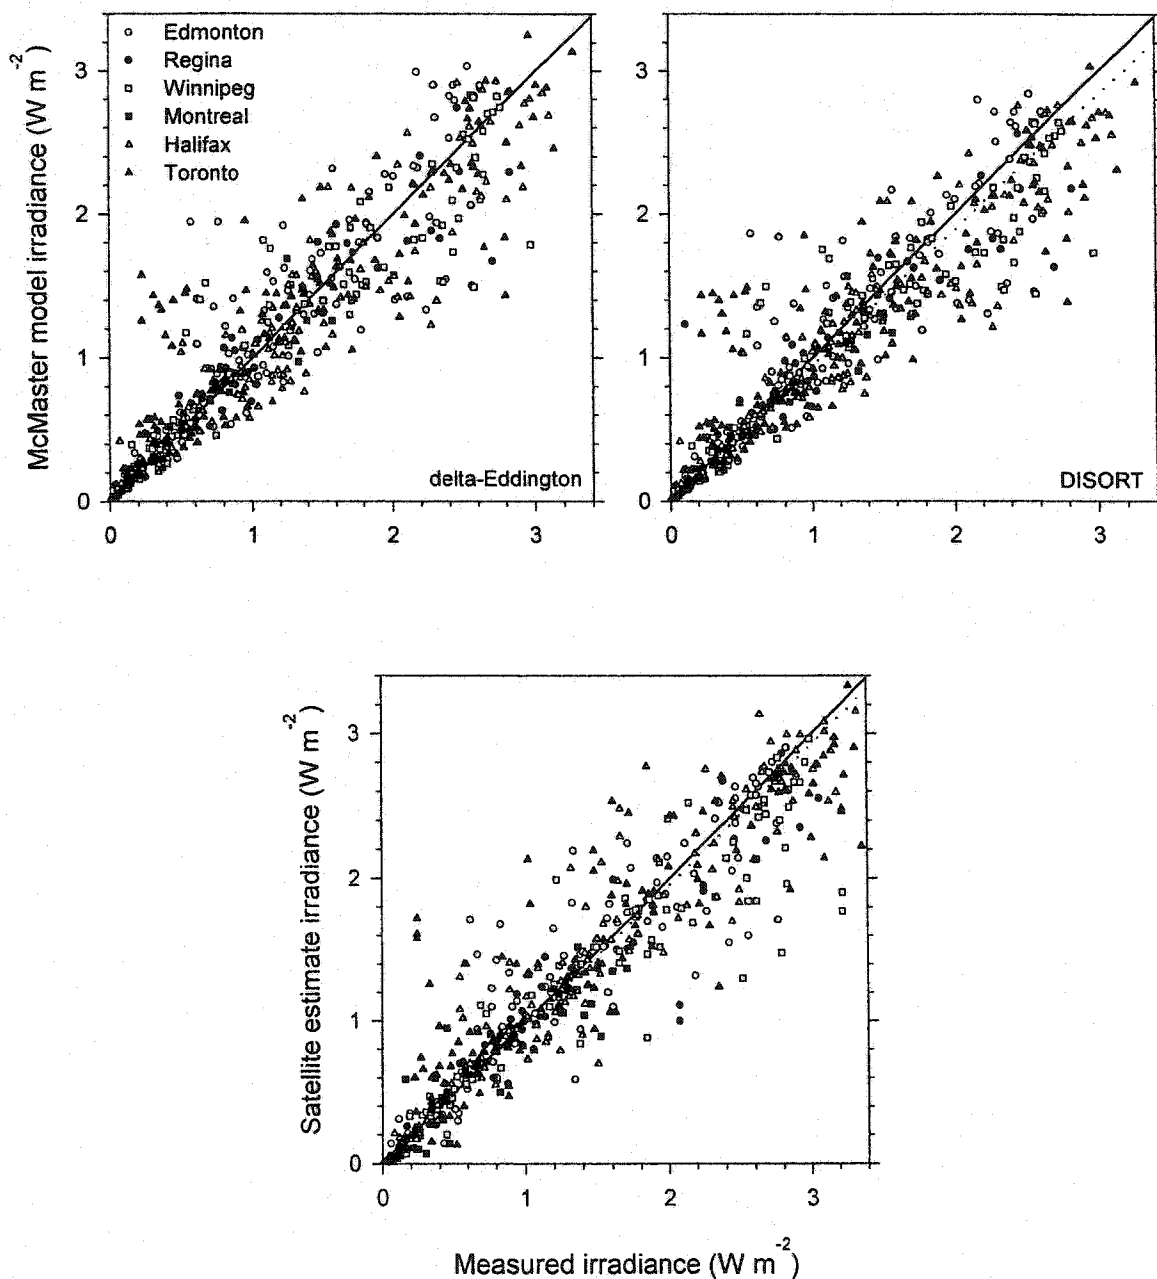 Edmonton
Regina
Winnipeg
Montreal
Halifax
Toronto
McMaster model irradiance (W m-2)
3
2
1
0
delta-Eddington
0 1 2 3
3
2
1
0
DISORT
0 1 2 3
Satellite estimate irradiance (W m-2)
3
2
1
0
0 1 2 3
Measured irradiance (W m-2)